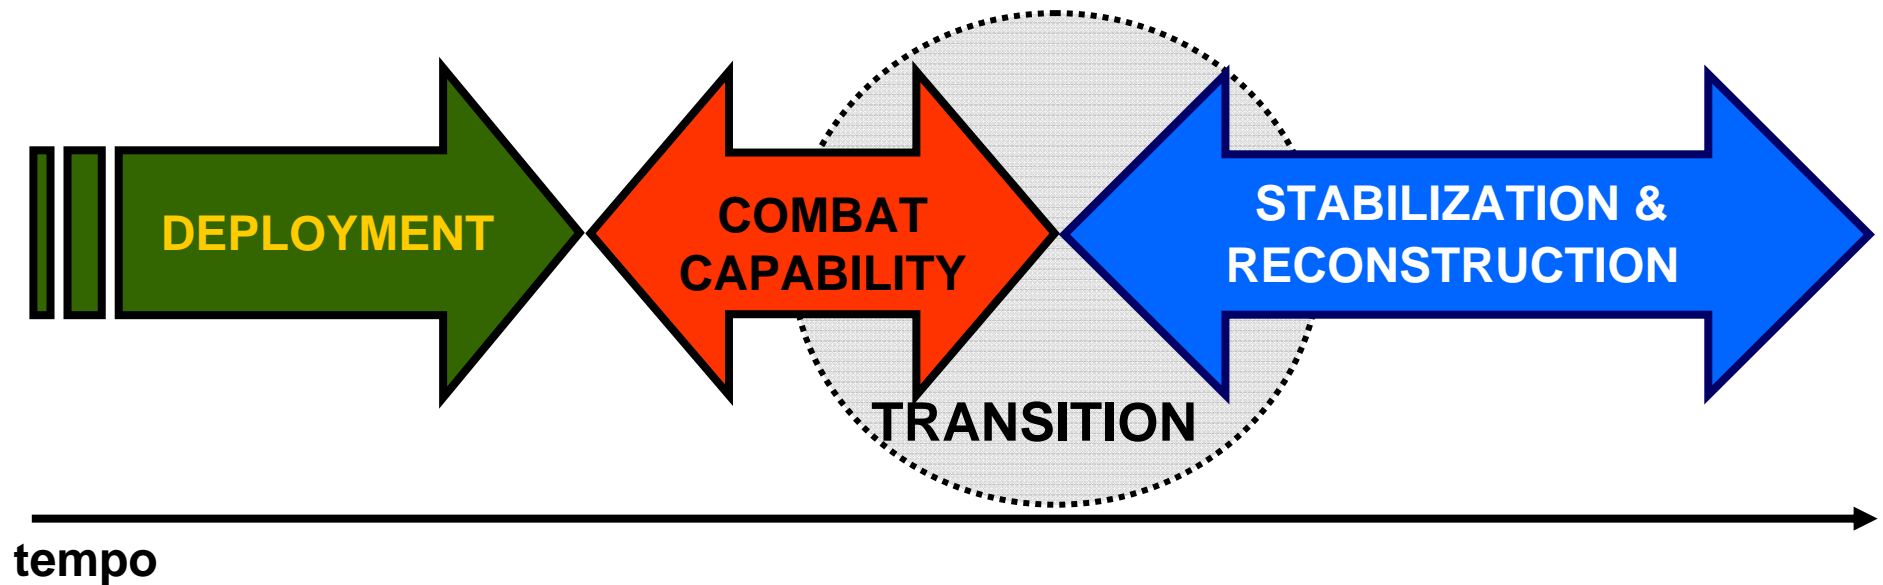 DEPLOYMENT
COMBAT
CAPABILITY
STABILIZATION &
RECONSTRUCTION
TRANSITION
tempo